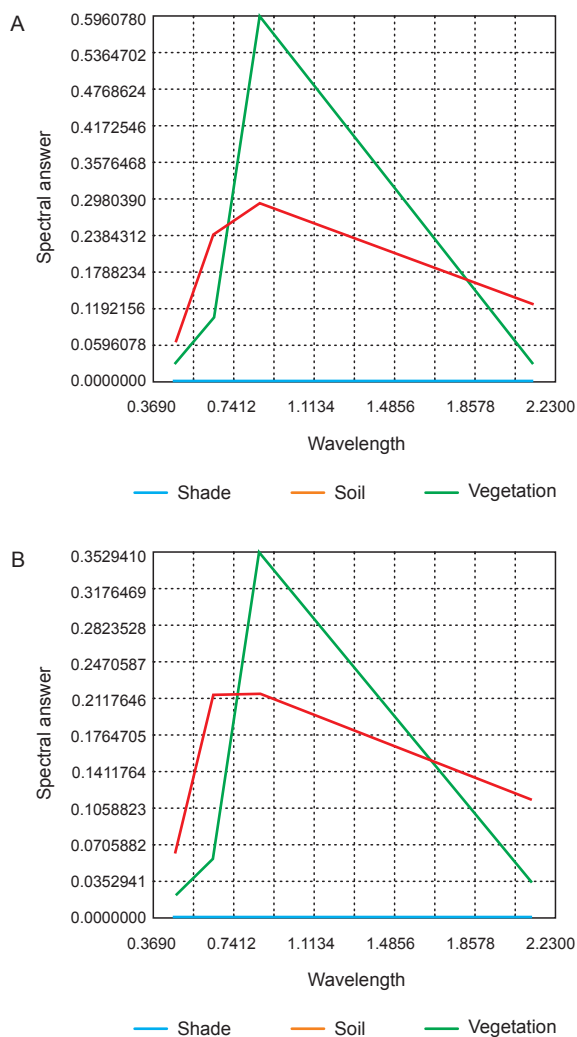 A
Spectral answer
0.5960780
0.5364702
0.4768624
0.4172546
0.3576468
0.2980390
0.2384312
0.1788234
0.1192156
0.0596078
0.0000000
0.3690 0.7412 1.1134 1.4856 1.8578 2.2300
Wavelength
Shade Soil Vegetation
B
Spectral answer
0.3529410
0.3176469
0.2823528
0.2470587
0.2117646
0.1764705
0.1411764
0.1058823
0.0705882
0.0352941
0.0000000
0.3690 0.7412 1.1134 1.4856 1.8578 2.2300
Wavelength
Shade Soil Vegetation